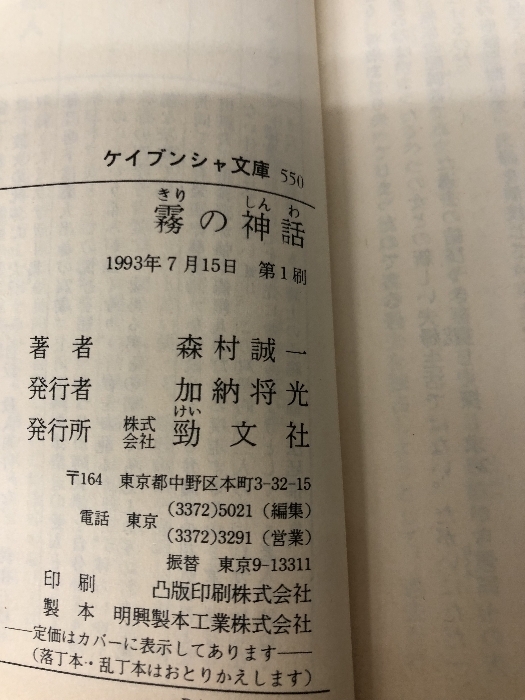 ケイブンシャ文庫 550
きり しん わ
霧の神話
1993年7月15日 第1刷
著者 森村誠一
発行者 加納将光
けい
発行所 株式会社 勁文社
〒164 東京都中野区本町3-32-15
電話 東京 (3372)5021 (編集)
(3372)3291 (営業)
振替 東京9-13311
印刷 凸版印刷株式会社
製本 明興製本工業株式会社
——定価はカバーに表示してあります——
(落丁本・乱丁本はおとりかえします)